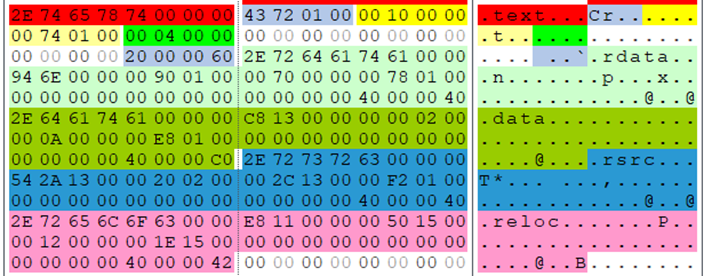 2E 74 65 78 74 00 00 00 43 72 01 00 00 10 00 00 .text...Cr......
00 74 01 00 00 04 00 00 00 00 00 00 00 00 00 00 .t..............
00 00 00 00 20 00 00 60 2E 72 64 61 74 61 00 00 .... ..`.rdata..
94 6E 00 00 00 90 01 00 00 70 00 00 00 78 01 00 .n.......p...x..
00 00 00 00 00 00 00 00 00 00 00 00 40 00 00 40 ............@..@
2E 64 61 74 61 00 00 00 C8 13 00 00 00 00 02 00 .data...........
00 0A 00 00 00 E8 01 00 00 00 00 00 00 00 00 00 ................
00 00 00 00 40 00 00 C0 2E 72 73 72 63 00 00 00 ....@....rsrc...
54 2A 13 00 00 20 02 00 00 2C 13 00 00 F2 01 00 T*... ...,......
00 00 00 00 00 00 00 00 00 00 00 00 40 00 00 40 ............@..@
2E 72 65 6C 6F 63 00 00 E8 11 00 00 00 50 15 00 .reloc.......P..
00 12 00 00 00 1E 15 00 00 00 00 00 00 00 00 00 ................
00 00 00 00 40 00 00 42 00 00 00 00 00 00 00 00 ....@..B........